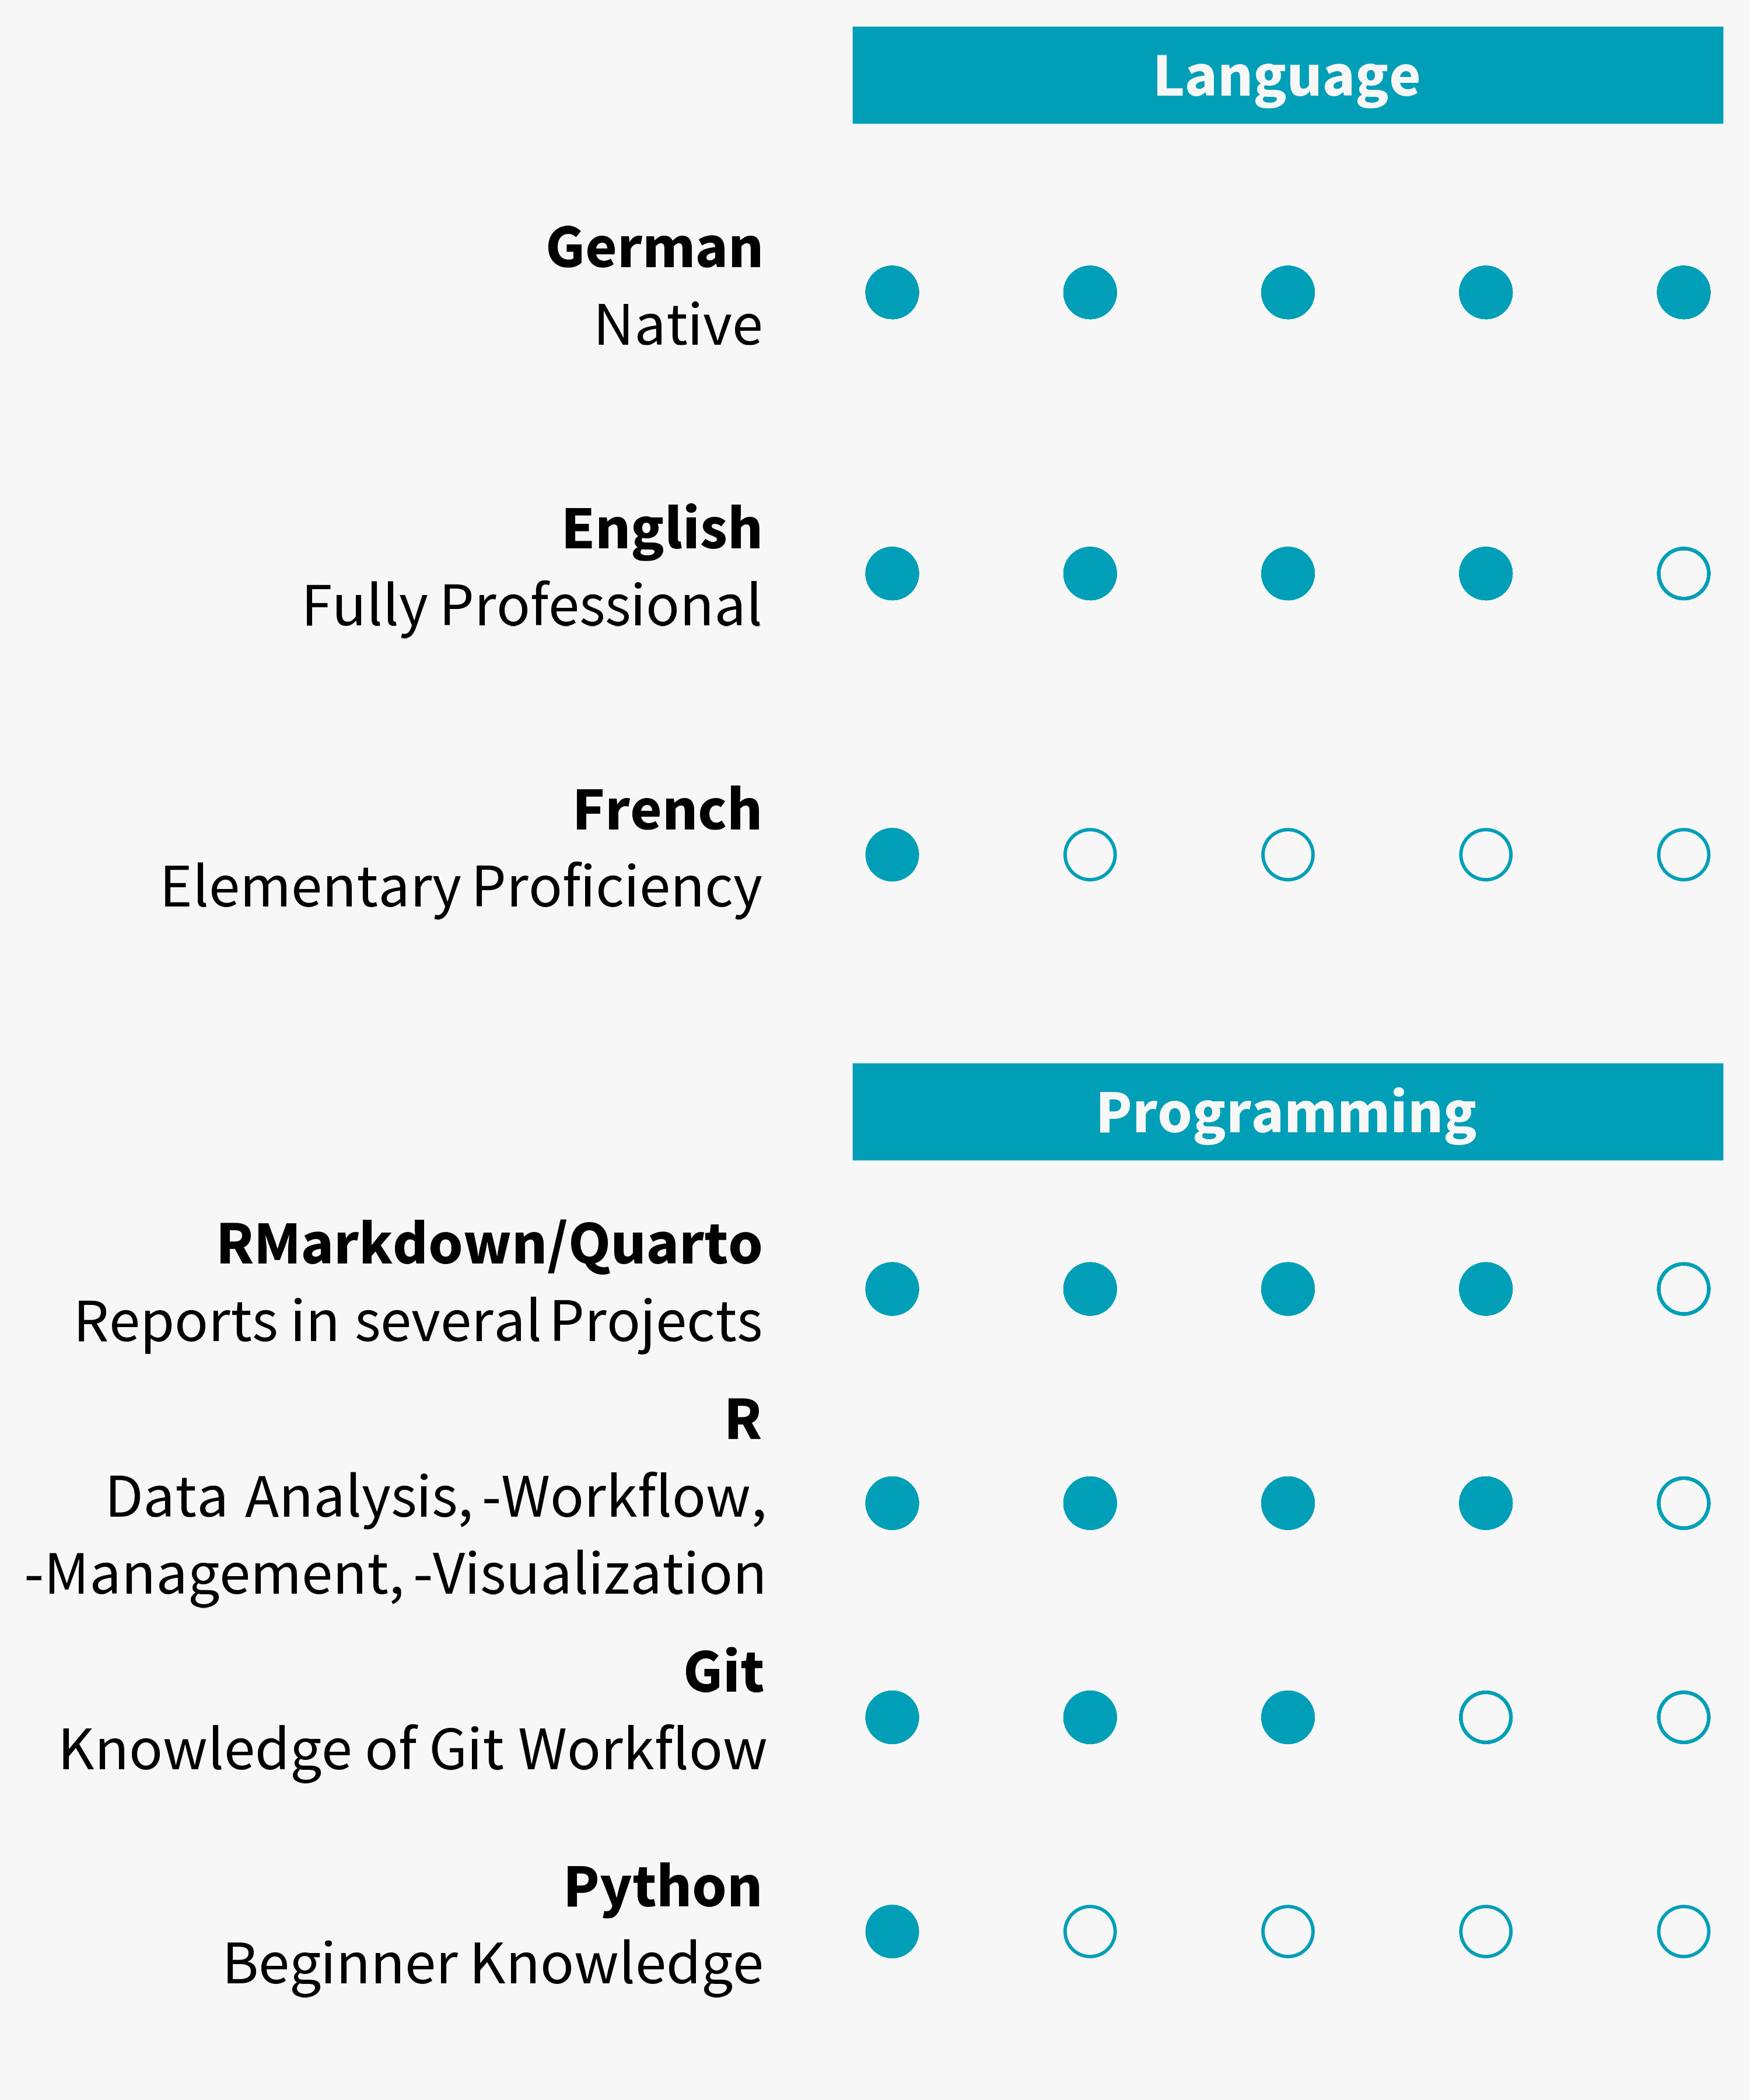 Language
German
Native
English
Fully Professional
French
Elementary Proficiency
Programming
RMarkdown/Quarto
Reports in several Projects
R
Data Analysis, -Workflow,
-Management, -Visualization
Git
Knowledge of Git Workflow
Python
Beginner Knowledge